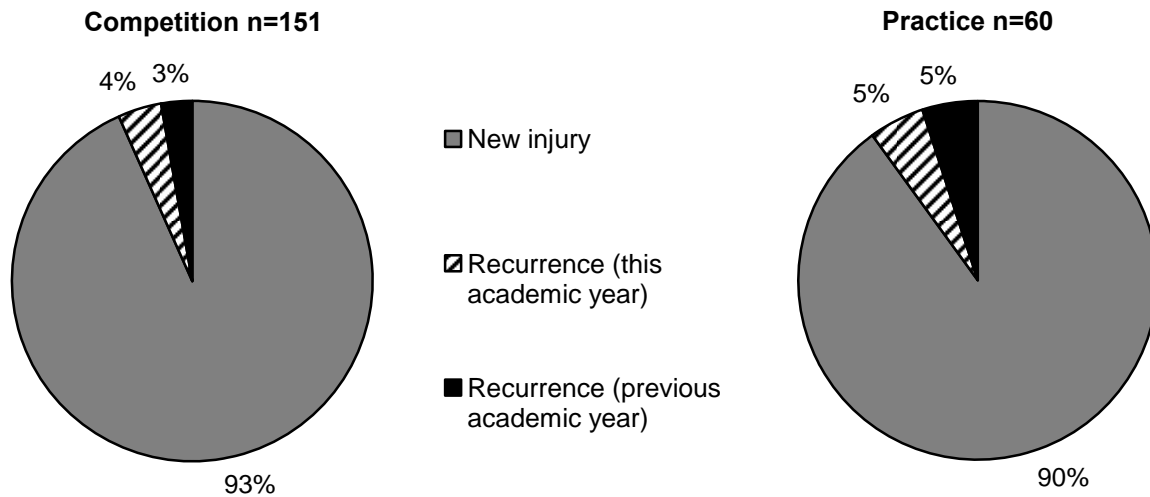 Competition n=151
4%
3%
93%
New injury
Recurrence (this
academic year)
Recurrence (previous
academic year)
Practice n=60
5%
5%
90%